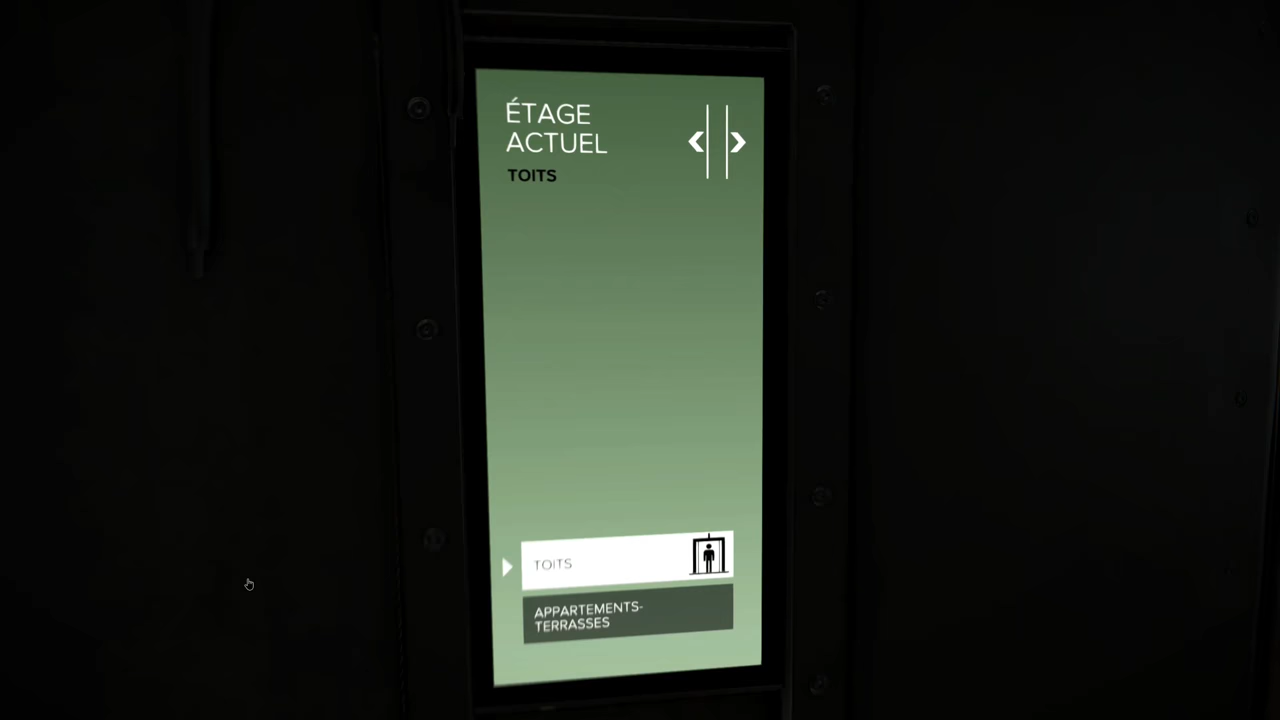 ÉTAGE
ACTUEL
TOITS
TOITS
APPARTEMENTS-
TERRASSES